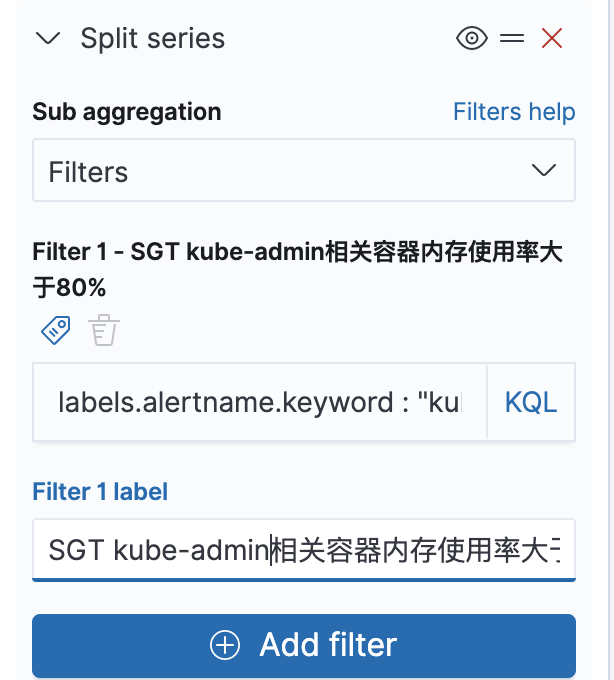 Split series
Sub aggregation
Filters help
Filters
Filter 1 - SGT kube-admin相关容器内存使用率大
于80%
labels.alertname.keyword : "ku
KQL
Filter 1 label
SGT kube-admin相关容器内存使用率大于
Add filter